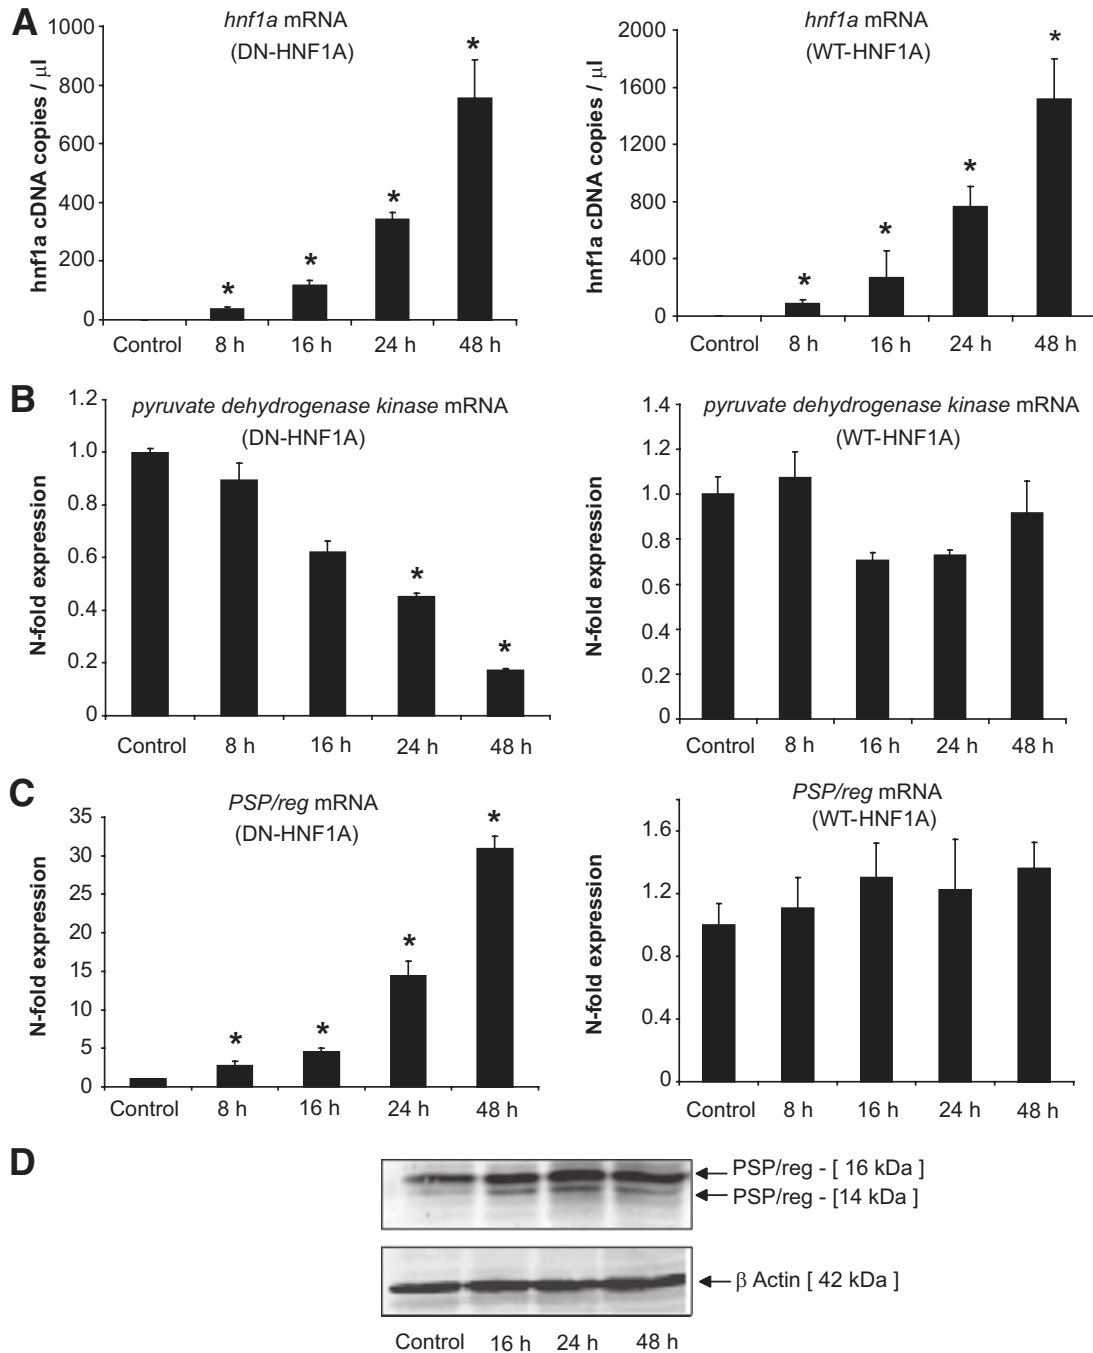 A
hnf1a mRNA
(DN-HNF1A)
hnf1a cDNA copies / μl
1000
800
600
400
200
0
*
*
*
*
Control 8 h 16 h 24 h 48 h
hnf1a mRNA
(WT-HNF1A)
hnf1a cDNA copies / μl
2000
1600
1200
800
400
0
*
*
*
*
Control 8 h 16 h 24 h 48 h
B
pyruvate dehydrogenase kinase mRNA
(DN-HNF1A)
N-fold expression
1.2
1.0
0.8
0.6
0.4
0.2
0
*
*
Control 8 h 16 h 24 h 48 h
pyruvate dehydrogenase kinase mRNA
(WT-HNF1A)
N-fold expression
1.4
1.2
1.0
0.8
0.6
0.4
0.2
0
Control 8 h 16 h 24 h 48 h
C
PSP/reg mRNA
(DN-HNF1A)
N-fold expression
35
30
25
20
15
10
5
0
*
*
*
*
Control 8 h 16 h 24 h 48 h
PSP/reg mRNA
(WT-HNF1A)
N-fold expression
1.6
1.2
0.8
0.4
0
Control 8 h 16 h 24 h 48 h
D
PSP/reg - [ 16 kDa ]
PSP/reg - [14 kDa ]
β Actin [ 42 kDa ]
Control 16 h 24 h 48 h